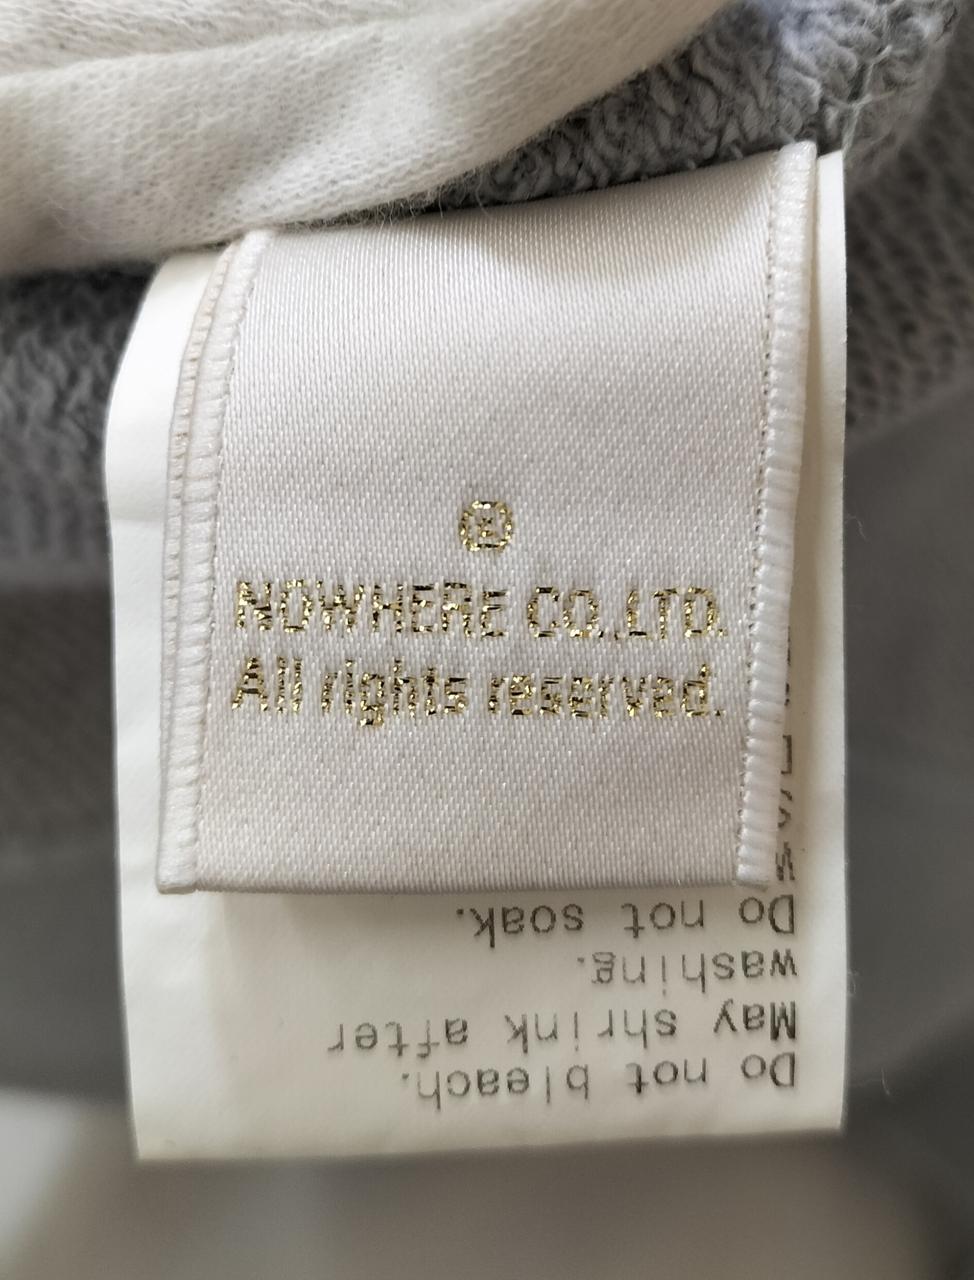 ®
NOWHERE CO.,LTD.
All rights reserved.
Do not bleach.
May shrink after
washing.
Do not soak.